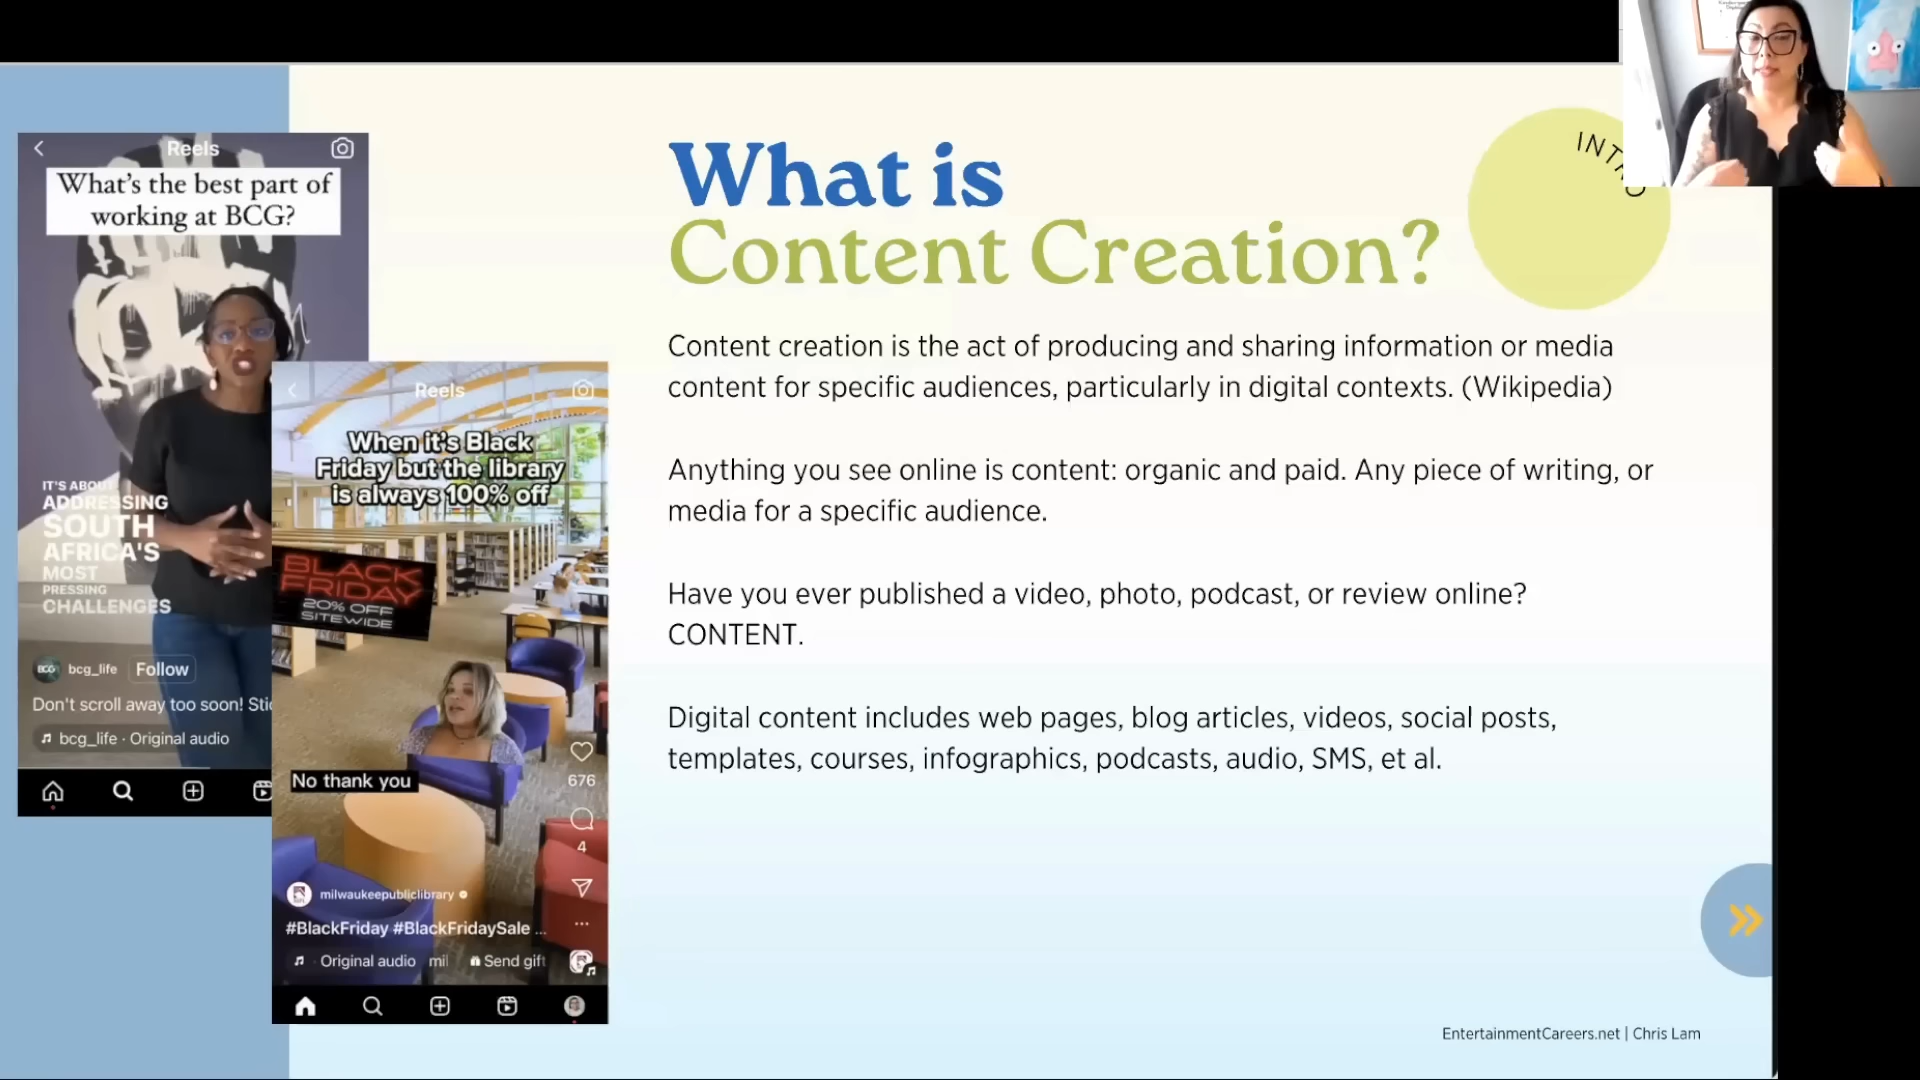 Reels
What's the best part of
working at BCG?
IT'S ABOUT
ADDRESSING
SOUTH
AFRICA'S
MOST
PRESSING
CHALLENGES
BCG bcg_life Follow
Don't scroll away too soon! Stic
bcg_life · Original audio
Reels
When it's Black
Friday but the library
is always 100% off
BLACK
FRIDAY
20% OFF
SITEWIDE
No thank you
676
4
milwaukeepubliclibrary
#BlackFriday #BlackFridaySale ...
Original audio mil Send gift
What is
Content Creation?
INTRO
Content creation is the act of producing and sharing information or media
content for specific audiences, particularly in digital contexts. (Wikipedia)
Anything you see online is content: organic and paid. Any piece of writing, or
media for a specific audience.
Have you ever published a video, photo, podcast, or review online?
CONTENT.
Digital content includes web pages, blog articles, videos, social posts,
templates, courses, infographics, podcasts, audio, SMS, et al.
EntertainmentCareers.net | Chris Lam